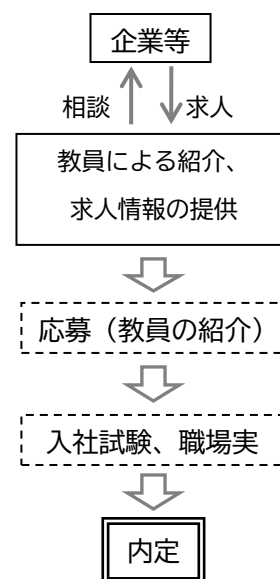 企業等
相談
求人
教員による紹介、
求人情報の提供
応募（教員の紹介）
入社試験、職場実
内定